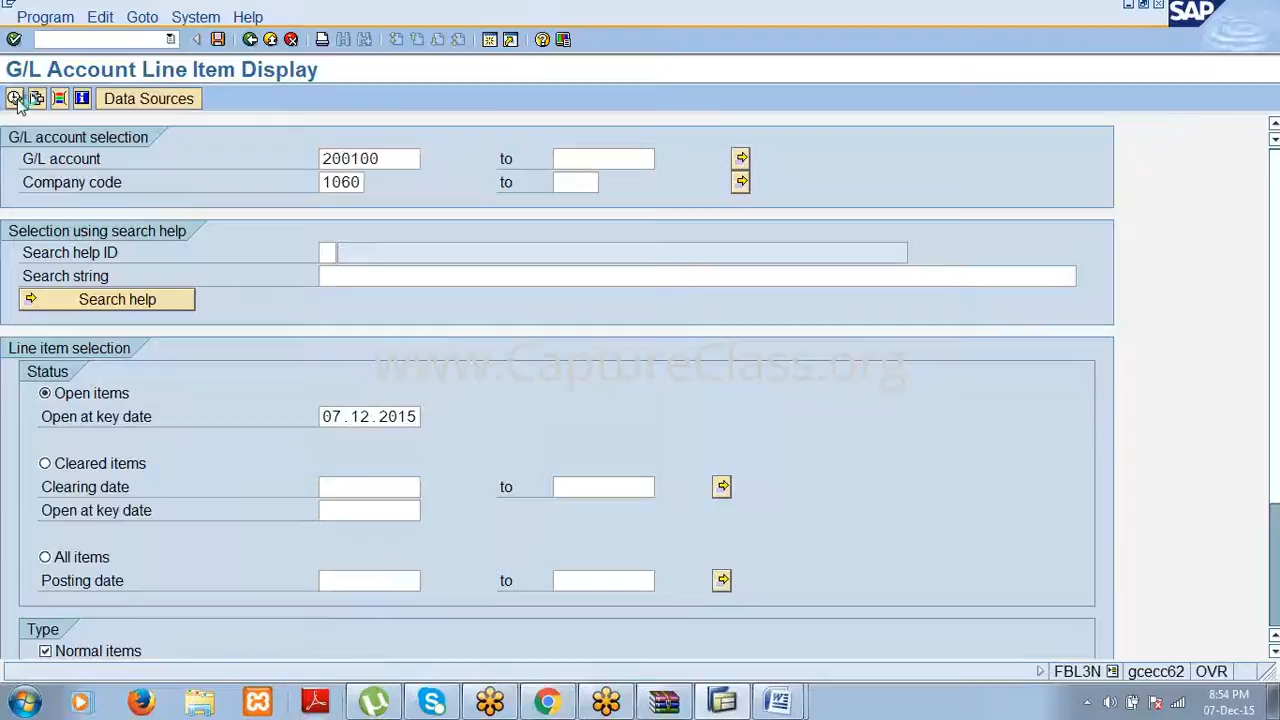 Program Edit Goto System Help
SAP
G/L Account Line Item Display
Data Sources
G/L account selection
G/L account 200100 to
Company code 1060 to
Selection using search help
Search help ID
Search string
Search help
Line item selection
www.CaptureClass.org
Status
Open items
Open at key date 07.12.2015
Cleared items
Clearing date to
Open at key date
All items
Posting date to
Type
Normal items
FBL3N gcecc62 OVR
8:54 PM
07-Dec-15